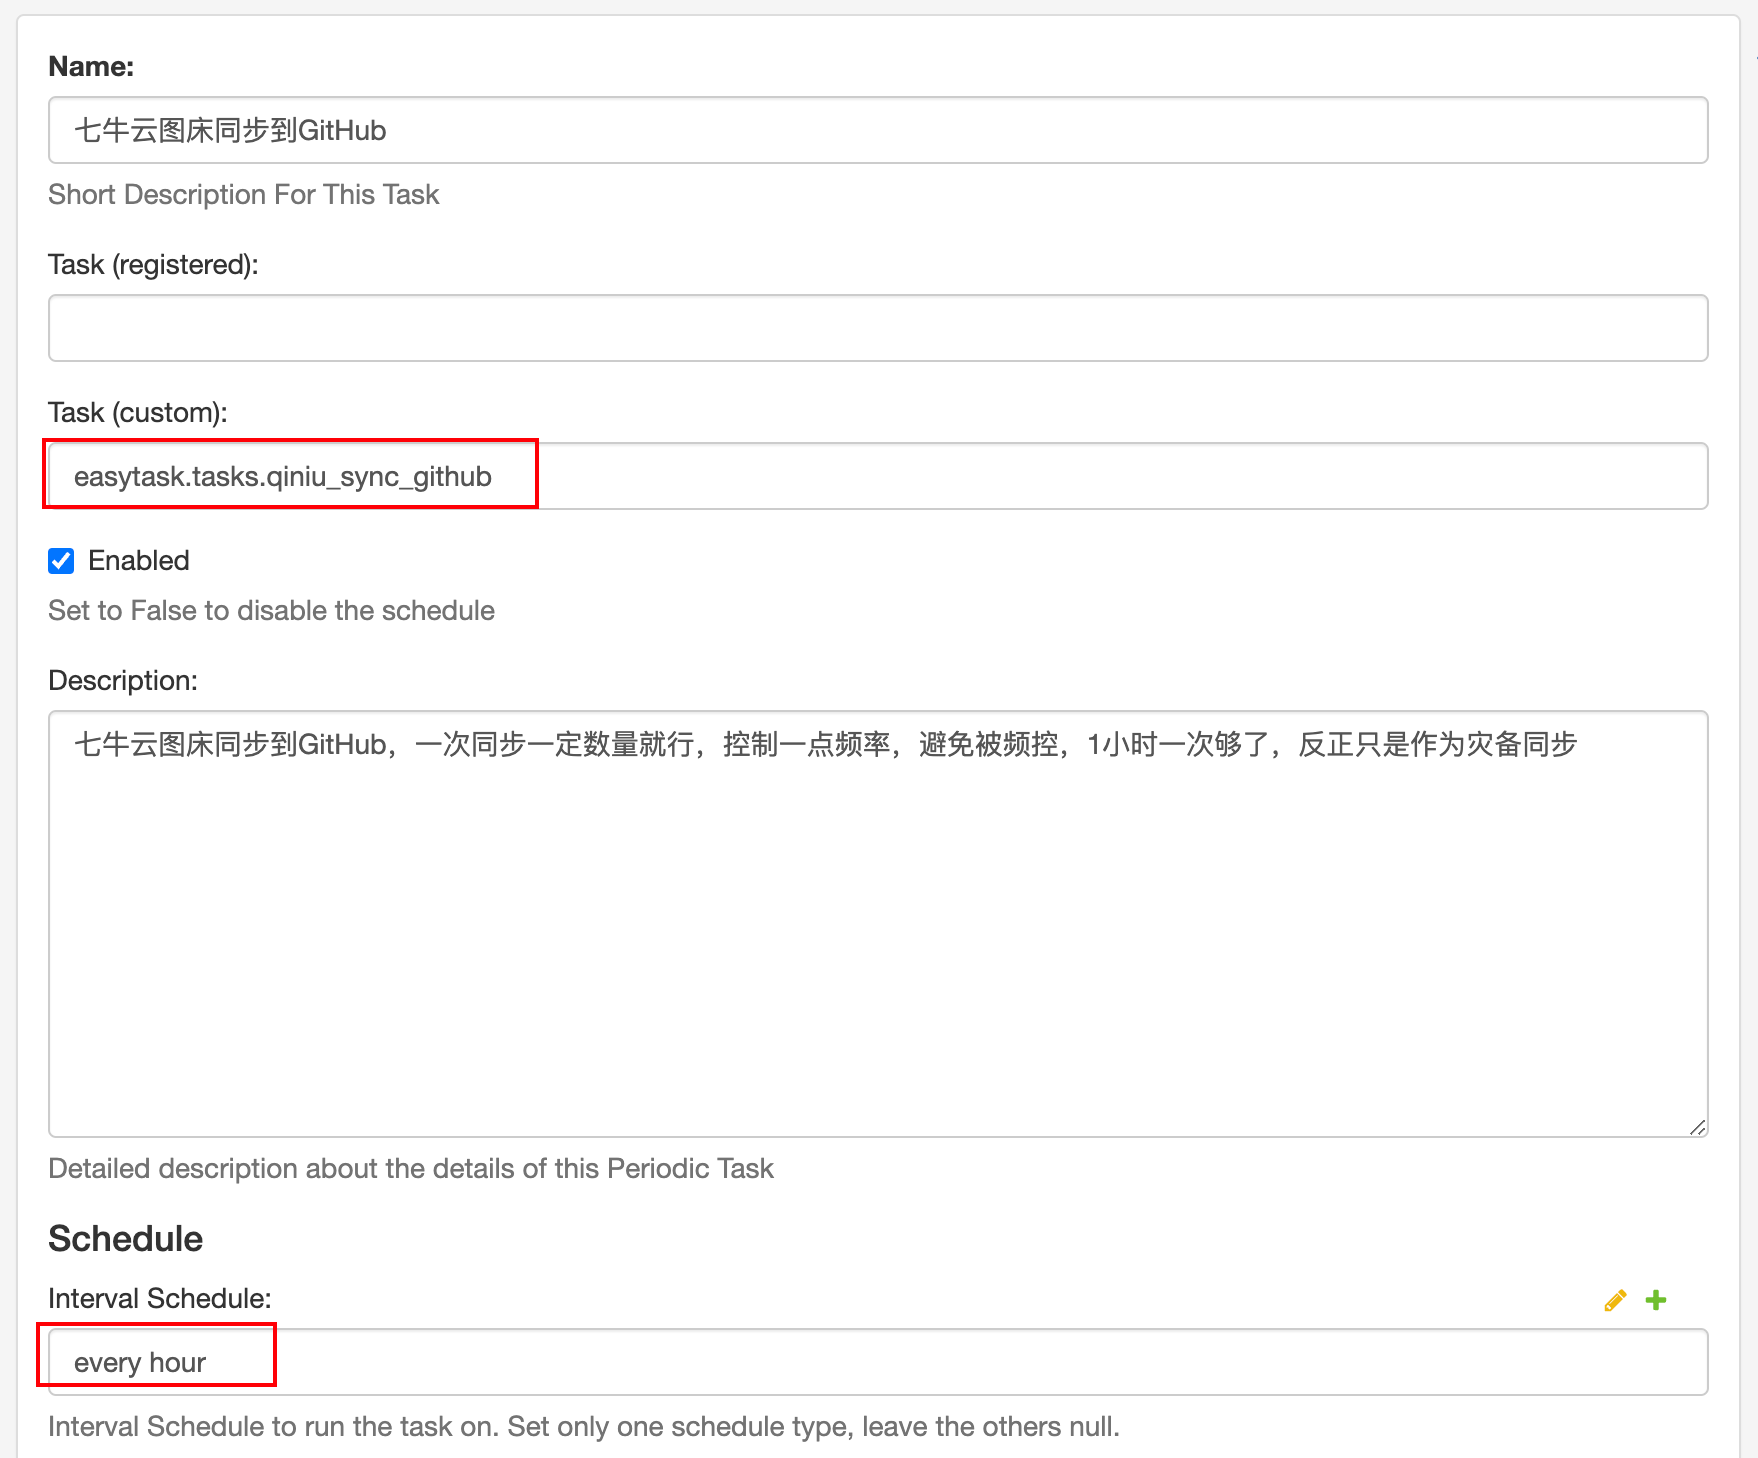 Name:
七牛云图床同步到GitHub
Short Description For This Task
Task (registered):
Task (custom):
easytask.tasks.qiniu_sync_github
Enabled
Set to False to disable the schedule
Description:
七牛云图床同步到GitHub，一次同步一定数量就行，控制一点频率，避免被频控，1小时一次够了，反正只是作为灾备同步
Detailed description about the details of this Periodic Task
Schedule
Interval Schedule:
every hour
Interval Schedule to run the task on. Set only one schedule type, leave the others null.